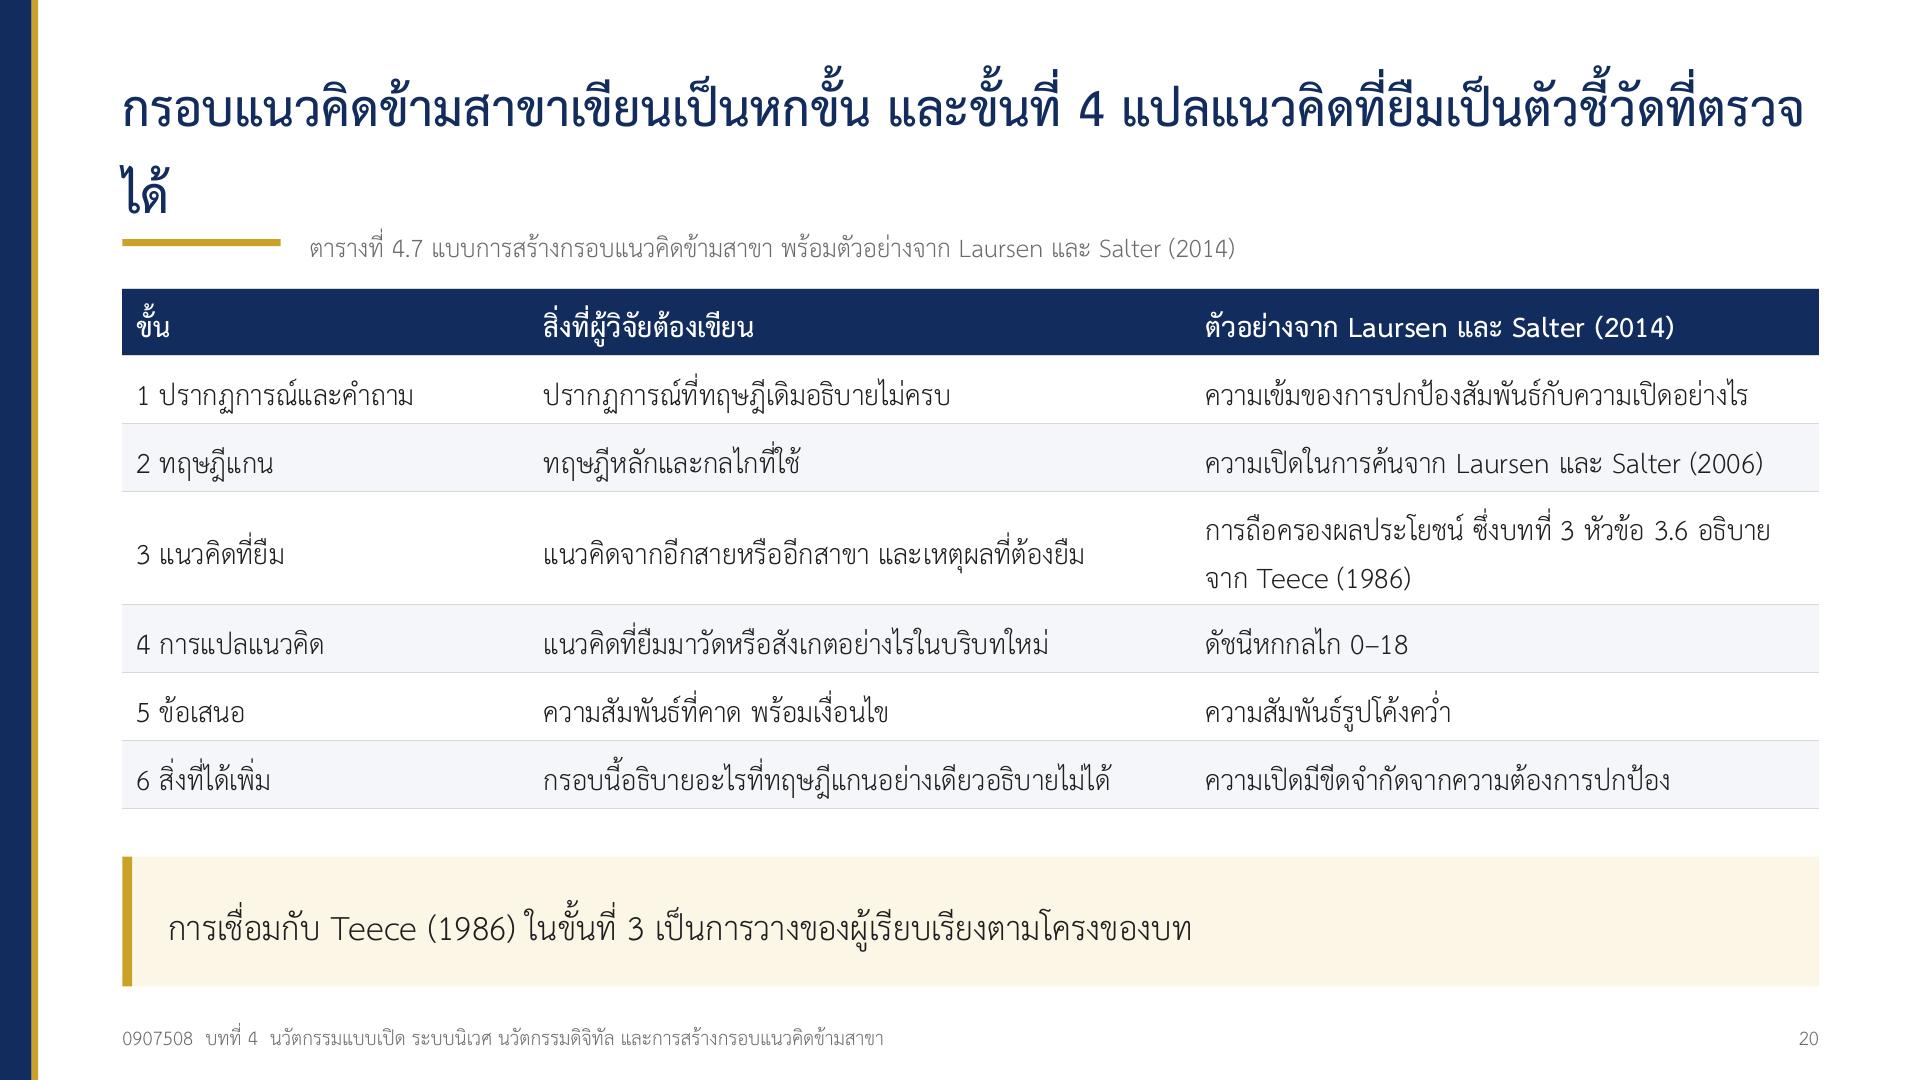 กรอบแนวคิดข้ามสาขาเขียนเป็นหกขั้น และขั้นที่ 4 แปลแนวคิดที่ยืมเป็นตัวชี้วัดที่ตรวจ
ได้
ตารางที่ 4.7 แบบการสร้างกรอบแนวคิดข้ามสาขา พร้อมตัวอย่างจาก Laursen และ Salter (2014)
ขั้น สิ่งที่ผู้วิจัยต้องเขียน ตัวอย่างจาก Laursen และ Salter (2014)
1 ปรากฏการณ์และคำถาม ปรากฏการณ์ที่ทฤษฎีเดิมอธิบายไม่ครบ ความเข้มของการปกป้องสัมพันธ์กับความเปิดอย่างไร
2 ทฤษฎีแกน ทฤษฎีหลักและกลไกที่ใช้ ความเปิดในการค้นจาก Laursen และ Salter (2006)
3 แนวคิดที่ยืม แนวคิดจากอีกสายหรืออีกสาขา และเหตุผลที่ต้องยืม การถือครองผลประโยชน์ ซึ่งบทที่ 3 หัวข้อ 3.6 อธิบาย
จาก Teece (1986)
4 การแปลแนวคิด แนวคิดที่ยืมมาวัดหรือสังเกตอย่างไรในบริบทใหม่ ดัชนีหกกลไก 0–18
5 ข้อเสนอ ความสัมพันธ์ที่คาด พร้อมเงื่อนไข ความสัมพันธ์รูปโค้งคว่ำ
6 สิ่งที่ได้เพิ่ม กรอบนี้อธิบายอะไรที่ทฤษฎีแกนอย่างเดียวอธิบายไม่ได้ ความเปิดมีขีดจำกัดจากความต้องการปกป้อง
การเชื่อมกับ Teece (1986) ในขั้นที่ 3 เป็นการวางของผู้เรียบเรียงตามโครงของบท
0907508 บทที่ 4 นวัตกรรมแบบเปิด ระบบนิเวศ นวัตกรรมดิจิทัล และการสร้างกรอบแนวคิดข้ามสาขา 20